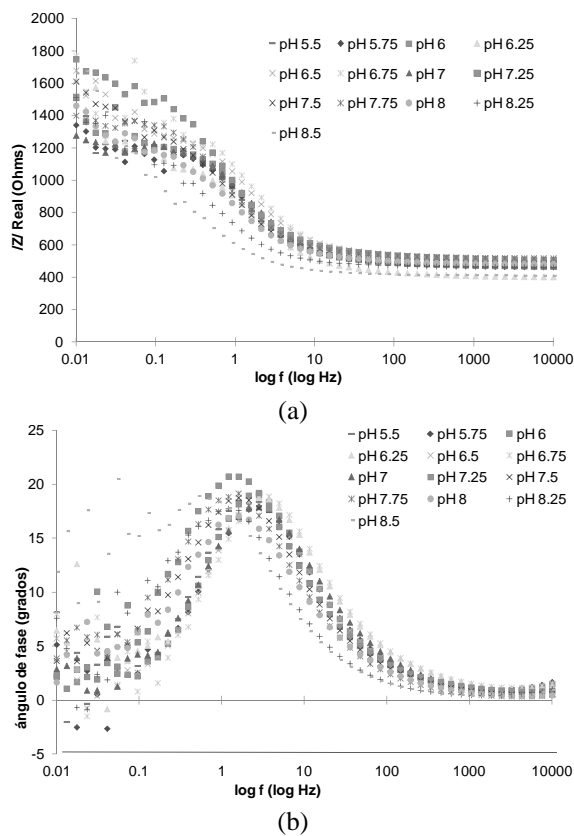 2000
1800
1600
1400
1200
1000
800
600
400
200
0
/Z/ Real (Ohms)
pH 5.5 pH 5.75 pH 6 pH 6.25
pH 6.5 pH 6.75 pH 7 pH 7.25
pH 7.5 pH 7.75 pH 8 pH 8.25
pH 8.5
0.01 0.1 1 10 100 1000 10000
log f (log Hz)
(a)
25
20
15
10
5
0
-5
ángulo de fase (grados)
pH 5.5 pH 5.75 pH 6
pH 6.25 pH 6.5 pH 6.75
pH 7 pH 7.25 pH 7.5
pH 7.75 pH 8 pH 8.25
pH 8.5
0.01 0.1 1 10 100 1000 10000
log f (log Hz)
(b)